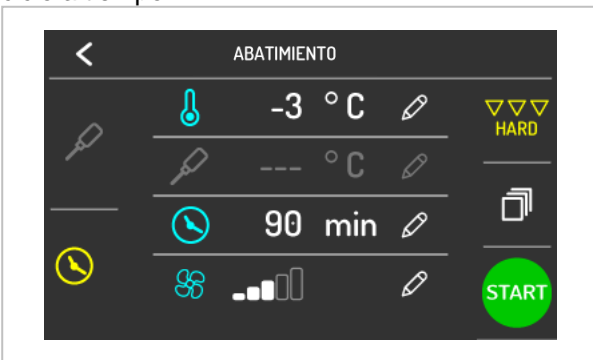 ABATIMIENTO
-3 °C
HARD
--- °C
90 min
START